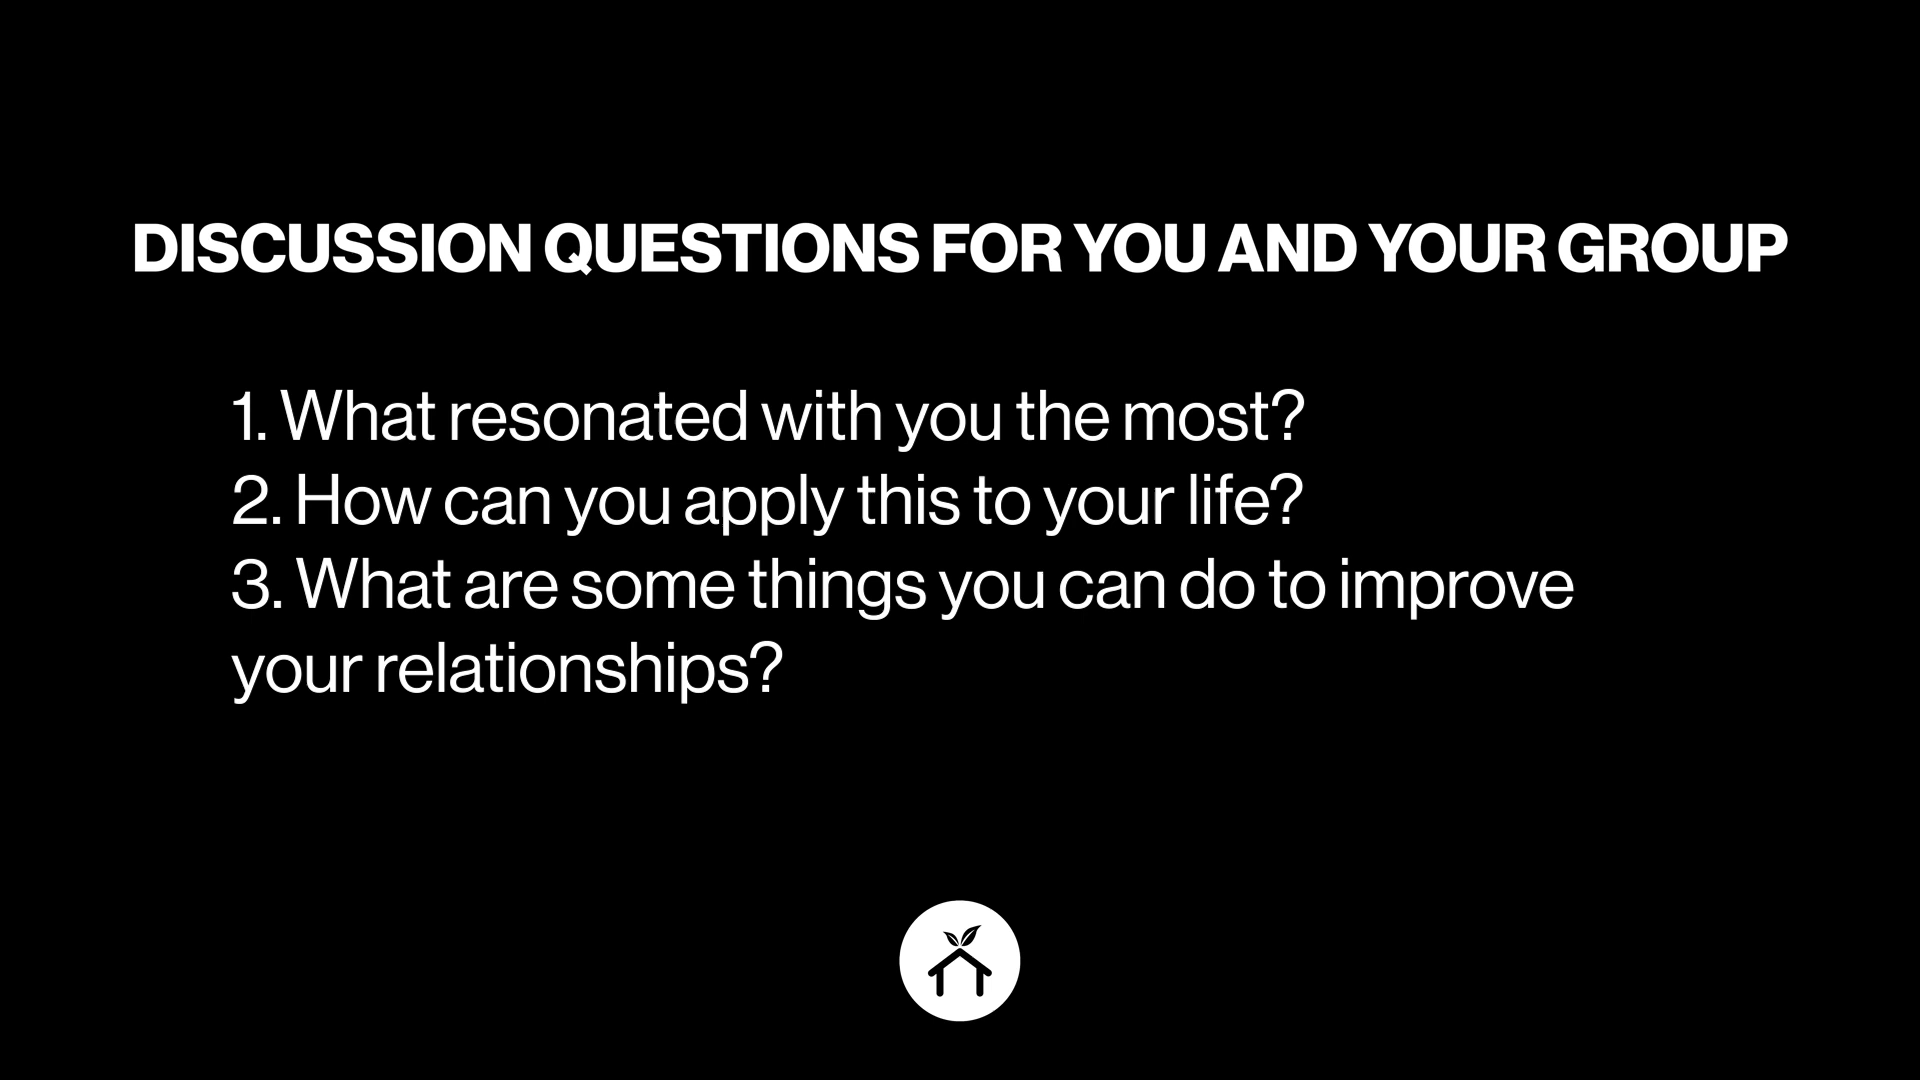 DISCUSSION QUESTIONS FOR YOU AND YOUR GROUP
1. What resonated with you the most?
2. How can you apply this to your life?
3. What are some things you can do to improve
your relationships?